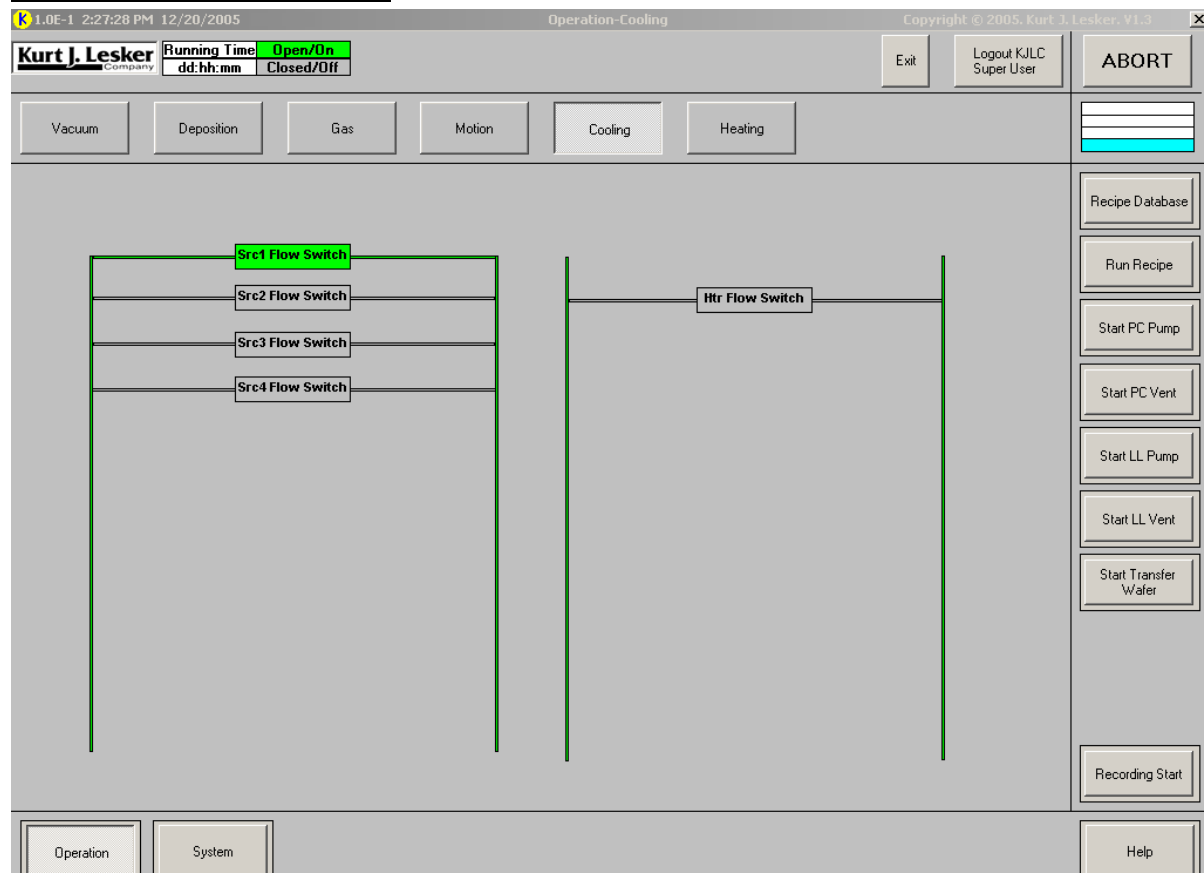 K 1.0E-1 2:27:28 PM 12/20/2005 Operation-Cooling Copyright © 2005. Kurt J. Lesker. V1.3 X
Kurt J. Lesker
Company
Running Time Open/On
dd:hh:mm Closed/Off
Exit
Logout KJLC
Super User
ABORT
Vacuum Deposition Gas Motion Cooling Heating
Src1 Flow Switch
Src2 Flow Switch
Src3 Flow Switch
Src4 Flow Switch
Htr Flow Switch
Recipe Database
Run Recipe
Start PC Pump
Start PC Vent
Start LL Pump
Start LL Vent
Start Transfer
Wafer
Recording Start
Operation System Help